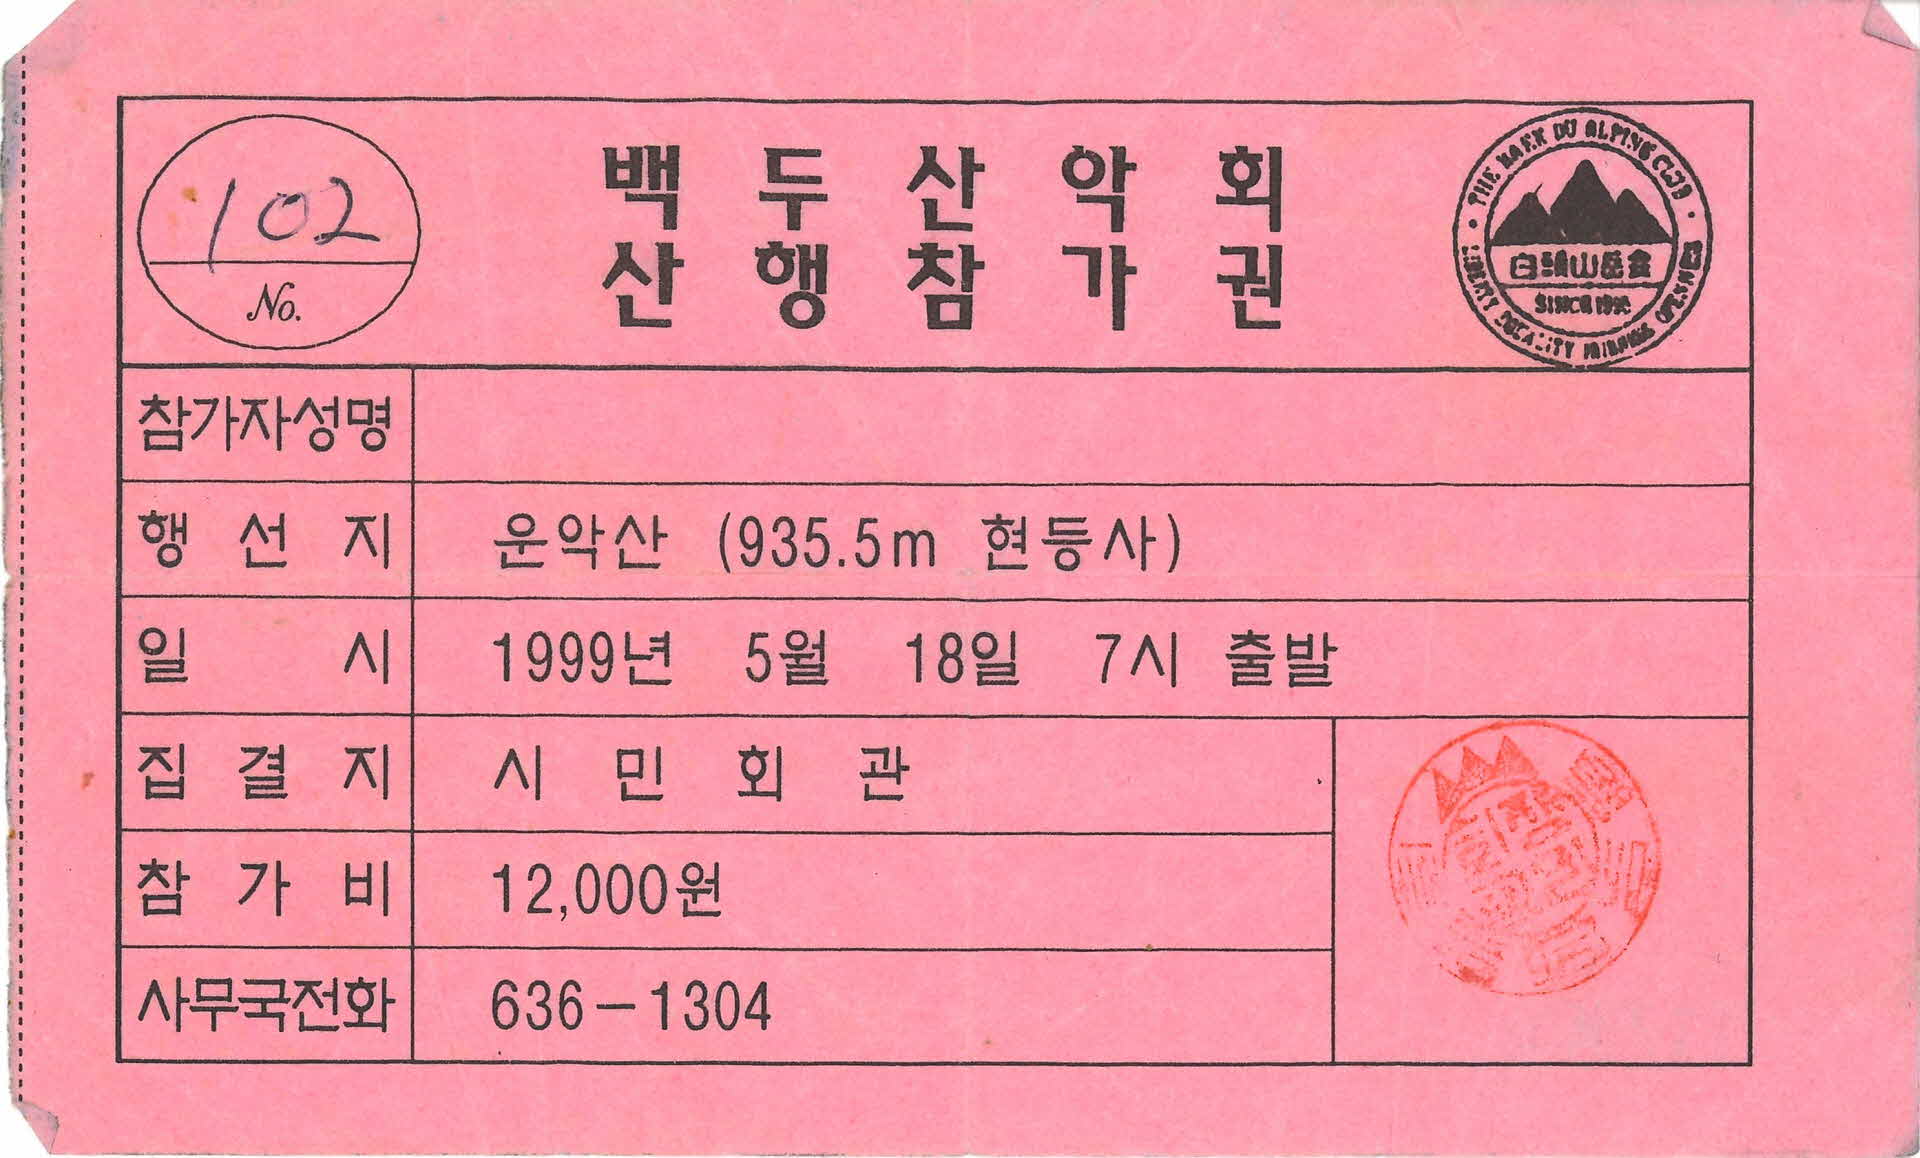 102
No.
백두산악회
산행참가권
THE BAEK DU ALPING CLUB
白頭山岳會
SINCE
참가자성명
행선지 운악산 (935.5m 현등사)
일시 1999년 5월 18일 7시 출발
집결지 시민회관
참가비 12,000원
사무국전화 636-1304